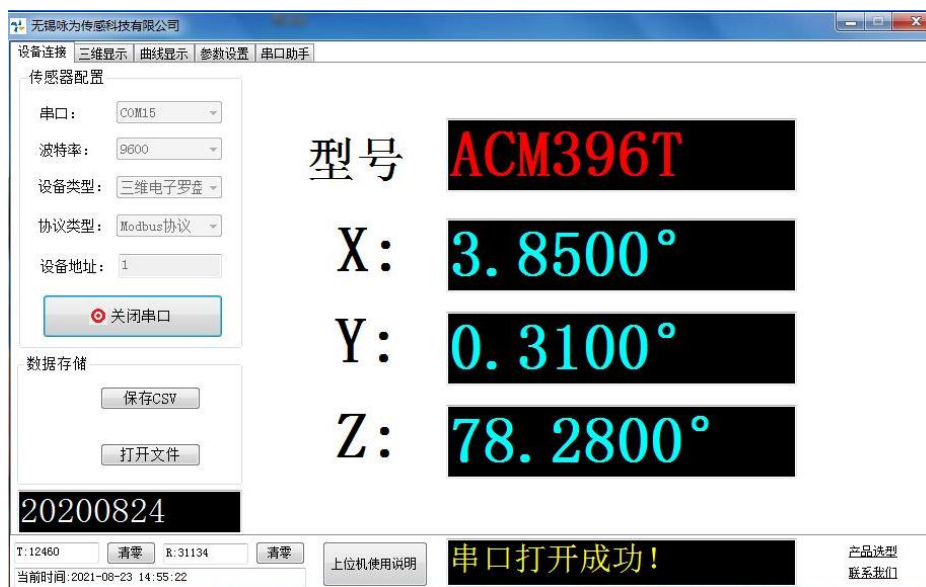 无锡咏为传感科技有限公司
设备连接 三维显示 曲线显示 参数设置 串口助手
传感器配置
串口： COM15
波特率： 9600
设备类型： 三维电子罗盘
协议类型： Modbus协议
设备地址： 1
关闭串口
数据存储
保存CSV
打开文件
20200824
型号 ACM396T
X: 3.8500°
Y: 0.3100°
Z: 78.2800°
T:12460 清零 R:31134 清零
当前时间:2021-08-23 14:55:22
上位机使用说明
串口打开成功!
产品选型
联系我们